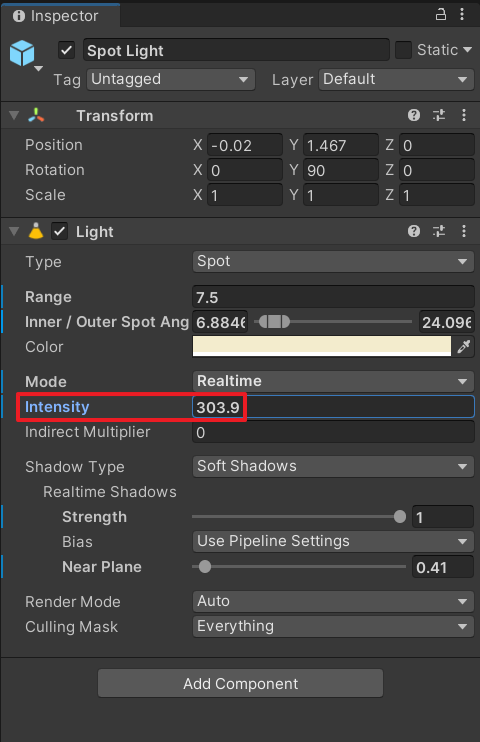 Inspector
Spot Light Static
Tag Untagged Layer Default
Transform
Position X -0.02 Y 1.467 Z 0
Rotation X 0 Y 90 Z 0
Scale X 1 Y 1 Z 1
Light
Type Spot
Range 7.5
Inner / Outer Spot Ang 6.8846 24.096
Color
Mode Realtime
Intensity 303.9
Indirect Multiplier 0
Shadow Type Soft Shadows
Realtime Shadows
Strength 1
Bias Use Pipeline Settings
Near Plane 0.41
Render Mode Auto
Culling Mask Everything
Add Component